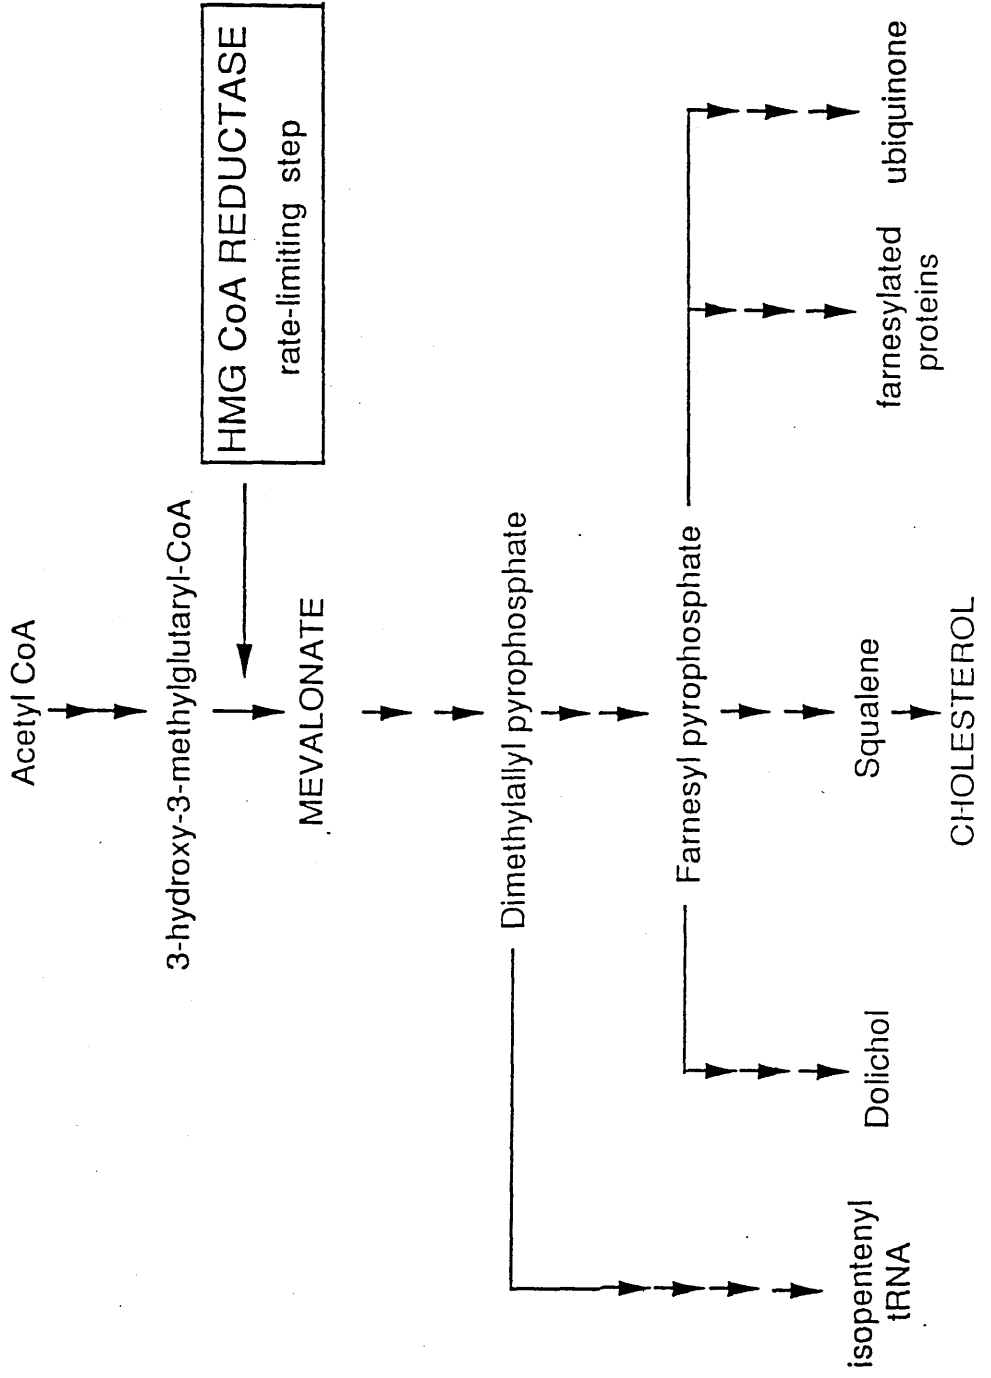 Acetyl CoA
3-hydroxy-3-methylglutaryl-CoA
HMG CoA REDUCTASE
rate-limiting step
MEVALONATE
Dimethylallyl pyrophosphate
Farnesyl pyrophosphate
isopentenyl
tRNA
Dolichol
Squalene
CHOLESTEROL
farnesylated
proteins
ubiquinone